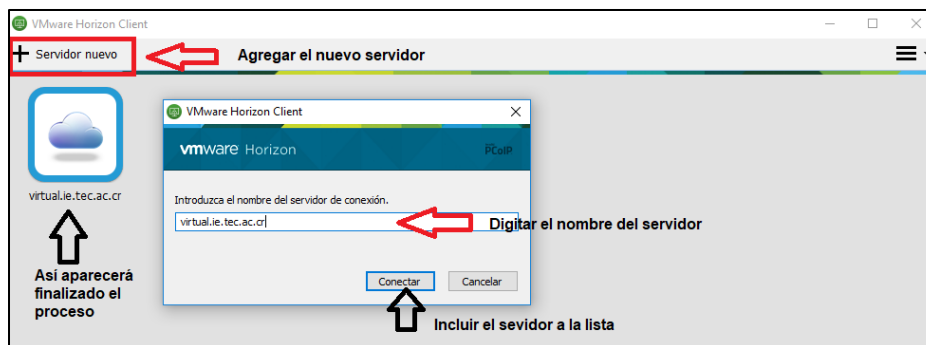 VMware Horizon Client
Servidor nuevo
Agregar el nuevo servidor
VMware Horizon Client
vmware Horizon
PCoIP
virtual.ie.tec.ac.cr
Introduzca el nombre del servidor de conexión.
virtual.ie.tec.ac.cr
Digitar el nombre del servidor
Así aparecerá
finalizado el
proceso
Conectar
Cancelar
Incluir el sevidor a la lista